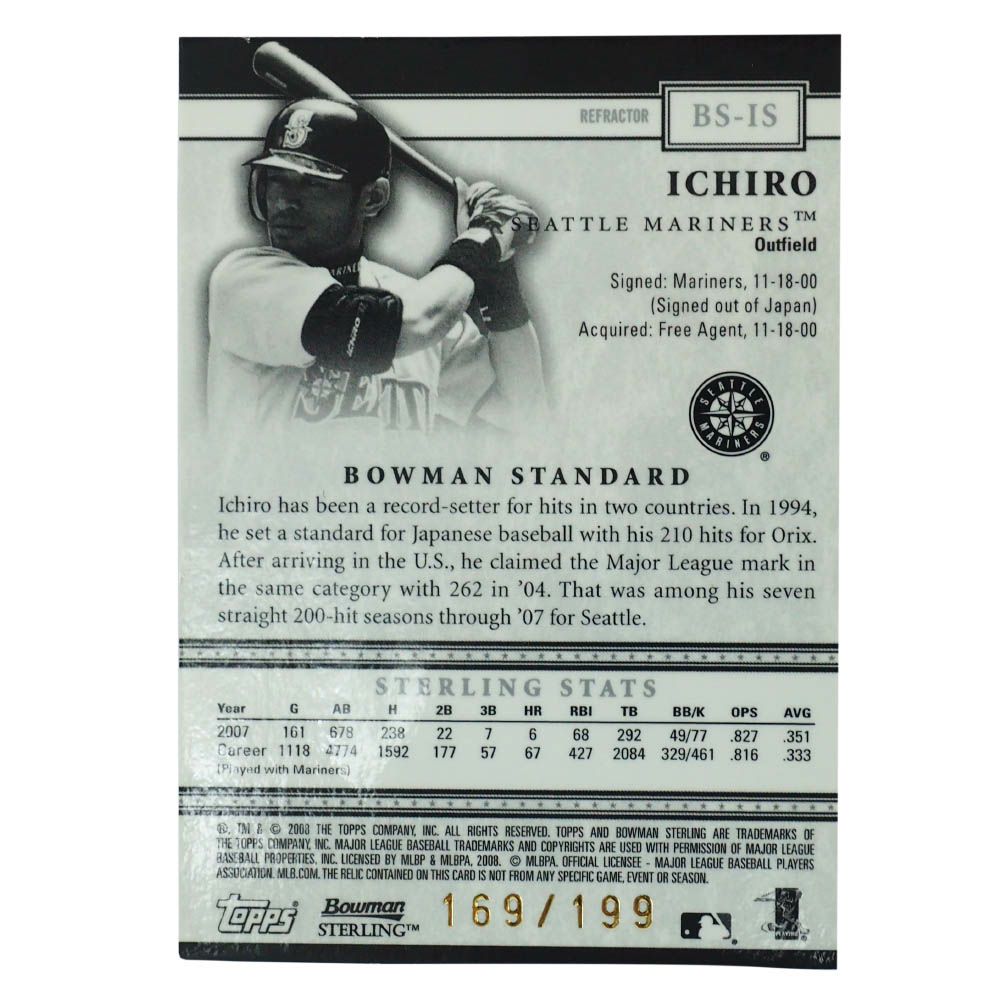 REFRACTOR
BS-IS
ICHIRO
SEATTLE MARINERS™
Outfield
Signed: Mariners, 11-18-00
(Signed out of Japan)
Acquired: Free Agent, 11-18-00
SEATTLE
MARINERS
®
BOWMAN STANDARD
Ichiro has been a record-setter for hits in two countries. In 1994,
he set a standard for Japanese baseball with his 210 hits for Orix.
After arriving in the U.S., he claimed the Major League mark in
the same category with 262 in ’04. That was among his seven
straight 200-hit seasons through ’07 for Seattle.
STERLING STATS
Year G AB H 2B 3B HR RBI TB BB/K OPS AVG
2007 161 678 238 22 7 6 68 292 49/77 .827 .351
Career 1118 4774 1592 177 57 67 427 2084 329/461 .816 .333
(Played with Mariners)
®, TM & © 2008 THE TOPPS COMPANY, INC. ALL RIGHTS RESERVED. TOPPS AND BOWMAN STERLING ARE TRADEMARKS OF
THE TOPPS COMPANY, INC. MAJOR LEAGUE BASEBALL TRADEMARKS AND COPYRIGHTS ARE USED WITH PERMISSION OF MAJOR LEAGUE
BASEBALL PROPERTIES, INC. LICENSED BY MLBP & MLBPA, 2008. © MLBPA. OFFICIAL LICENSEE - MAJOR LEAGUE BASEBALL PLAYERS
ASSOCIATION. MLB.COM. THE RELIC CONTAINED ON THIS CARD IS NOT FROM ANY SPECIFIC GAME, EVENT OR SEASON.
topps®
Bowman
STERLING™
169/199